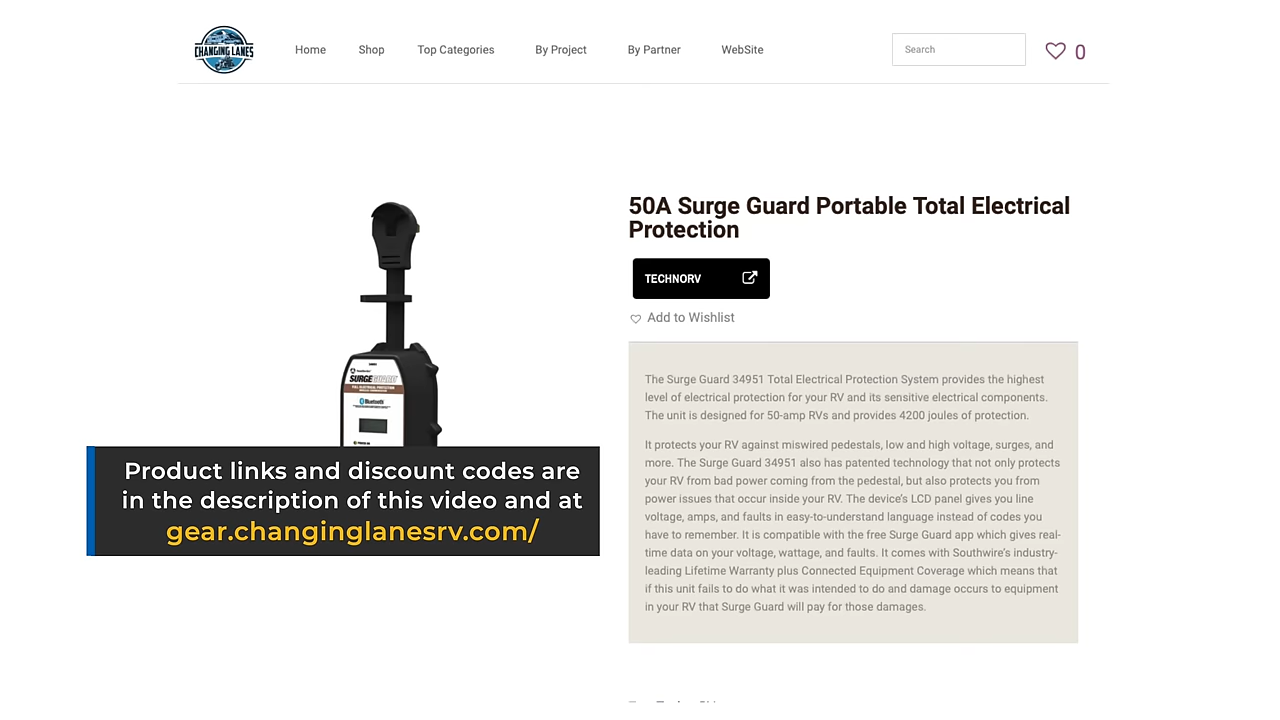 CHANGING LANES
Home
Shop
Top Categories
By Project
By Partner
WebSite
Search
0
50A Surge Guard Portable Total Electrical
Protection
TECHNORV
Add to Wishlist
The Surge Guard 34951 Total Electrical Protection System provides the highest
level of electrical protection for your RV and its sensitive electrical components.
The unit is designed for 50-amp RVs and provides 4200 joules of protection.
It protects your RV against miswired pedestals, low and high voltage, surges, and
more. The Surge Guard 34951 also has patented technology that not only protects
your RV from bad power coming from the pedestal, but also protects you from
power issues that occur inside your RV. The device's LCD panel gives you line
voltage, amps, and faults in easy-to-understand language instead of codes you
have to remember. It is compatible with the free Surge Guard app which gives real-
time data on your voltage, wattage, and faults. It comes with Southwire's industry-
leading Lifetime Warranty plus Connected Equipment Coverage which means that
if this unit fails to do what it was intended to do and damage occurs to equipment
in your RV that Surge Guard will pay for those damages.
SURGE GUARD
Bluetooth
Product links and discount codes are
in the description of this video and at
gear.changinglanesrv.com/